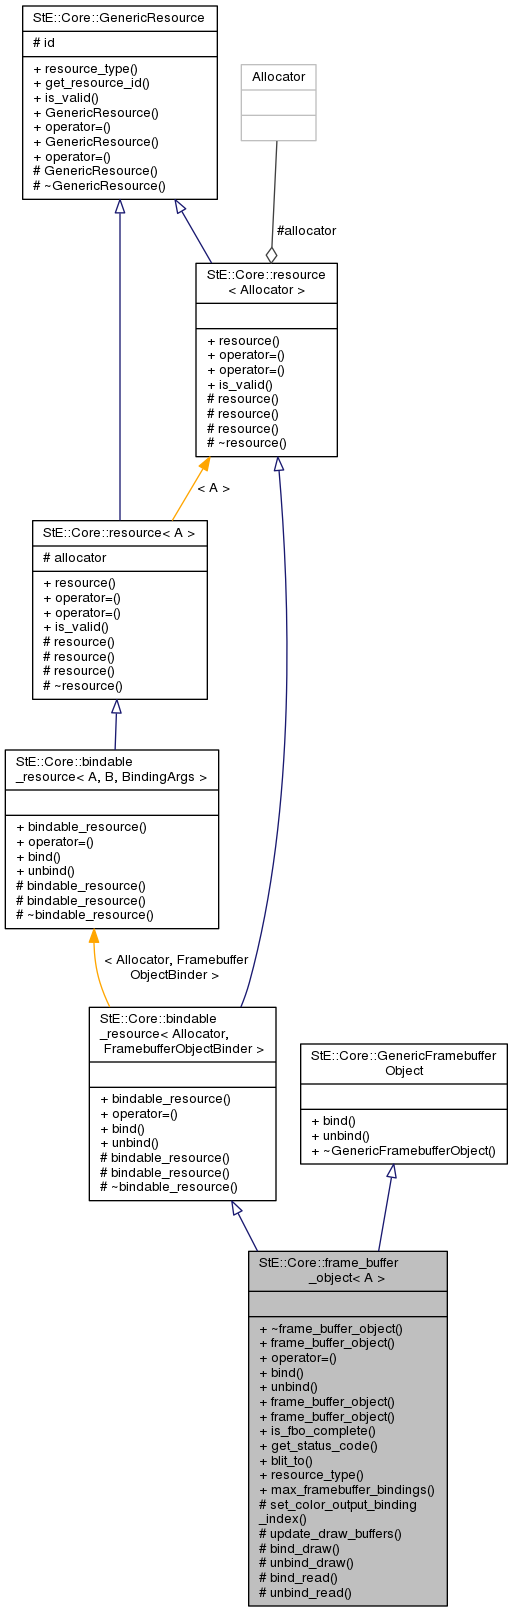 StE::Core::GenericResource
# id
+ resource_type()
+ get_resource_id()
+ is_valid()
+ GenericResource()
+ operator=()
+ GenericResource()
+ operator=()
# GenericResource()
# ~GenericResource()
Allocator
#allocator
StE::Core::resource
< Allocator >
+ resource()
+ operator=()
+ operator=()
+ is_valid()
# resource()
# resource()
# resource()
# ~resource()
< A >
StE::Core::resource< A >
# allocator
+ resource()
+ operator=()
+ operator=()
+ is_valid()
# resource()
# resource()
# resource()
# ~resource()
StE::Core::bindable
_resource< A, B, BindingArgs >
+ bindable_resource()
+ operator=()
+ bind()
+ unbind()
# bindable_resource()
# bindable_resource()
# ~bindable_resource()
< Allocator, Framebuffer
ObjectBinder >
StE::Core::bindable
_resource< Allocator,
FramebufferObjectBinder >
+ bindable_resource()
+ operator=()
+ bind()
+ unbind()
# bindable_resource()
# bindable_resource()
# ~bindable_resource()
StE::Core::GenericFramebuffer
Object
+ bind()
+ unbind()
+ ~GenericFramebufferObject()
StE::Core::frame_buffer
_object< A >
+ ~frame_buffer_object()
+ frame_buffer_object()
+ operator=()
+ bind()
+ unbind()
+ frame_buffer_object()
+ frame_buffer_object()
+ is_fbo_complete()
+ get_status_code()
+ blit_to()
+ resource_type()
+ max_framebuffer_bindings()
# set_color_output_binding
_index()
# update_draw_buffers()
# bind_draw()
# unbind_draw()
# bind_read()
# unbind_read()